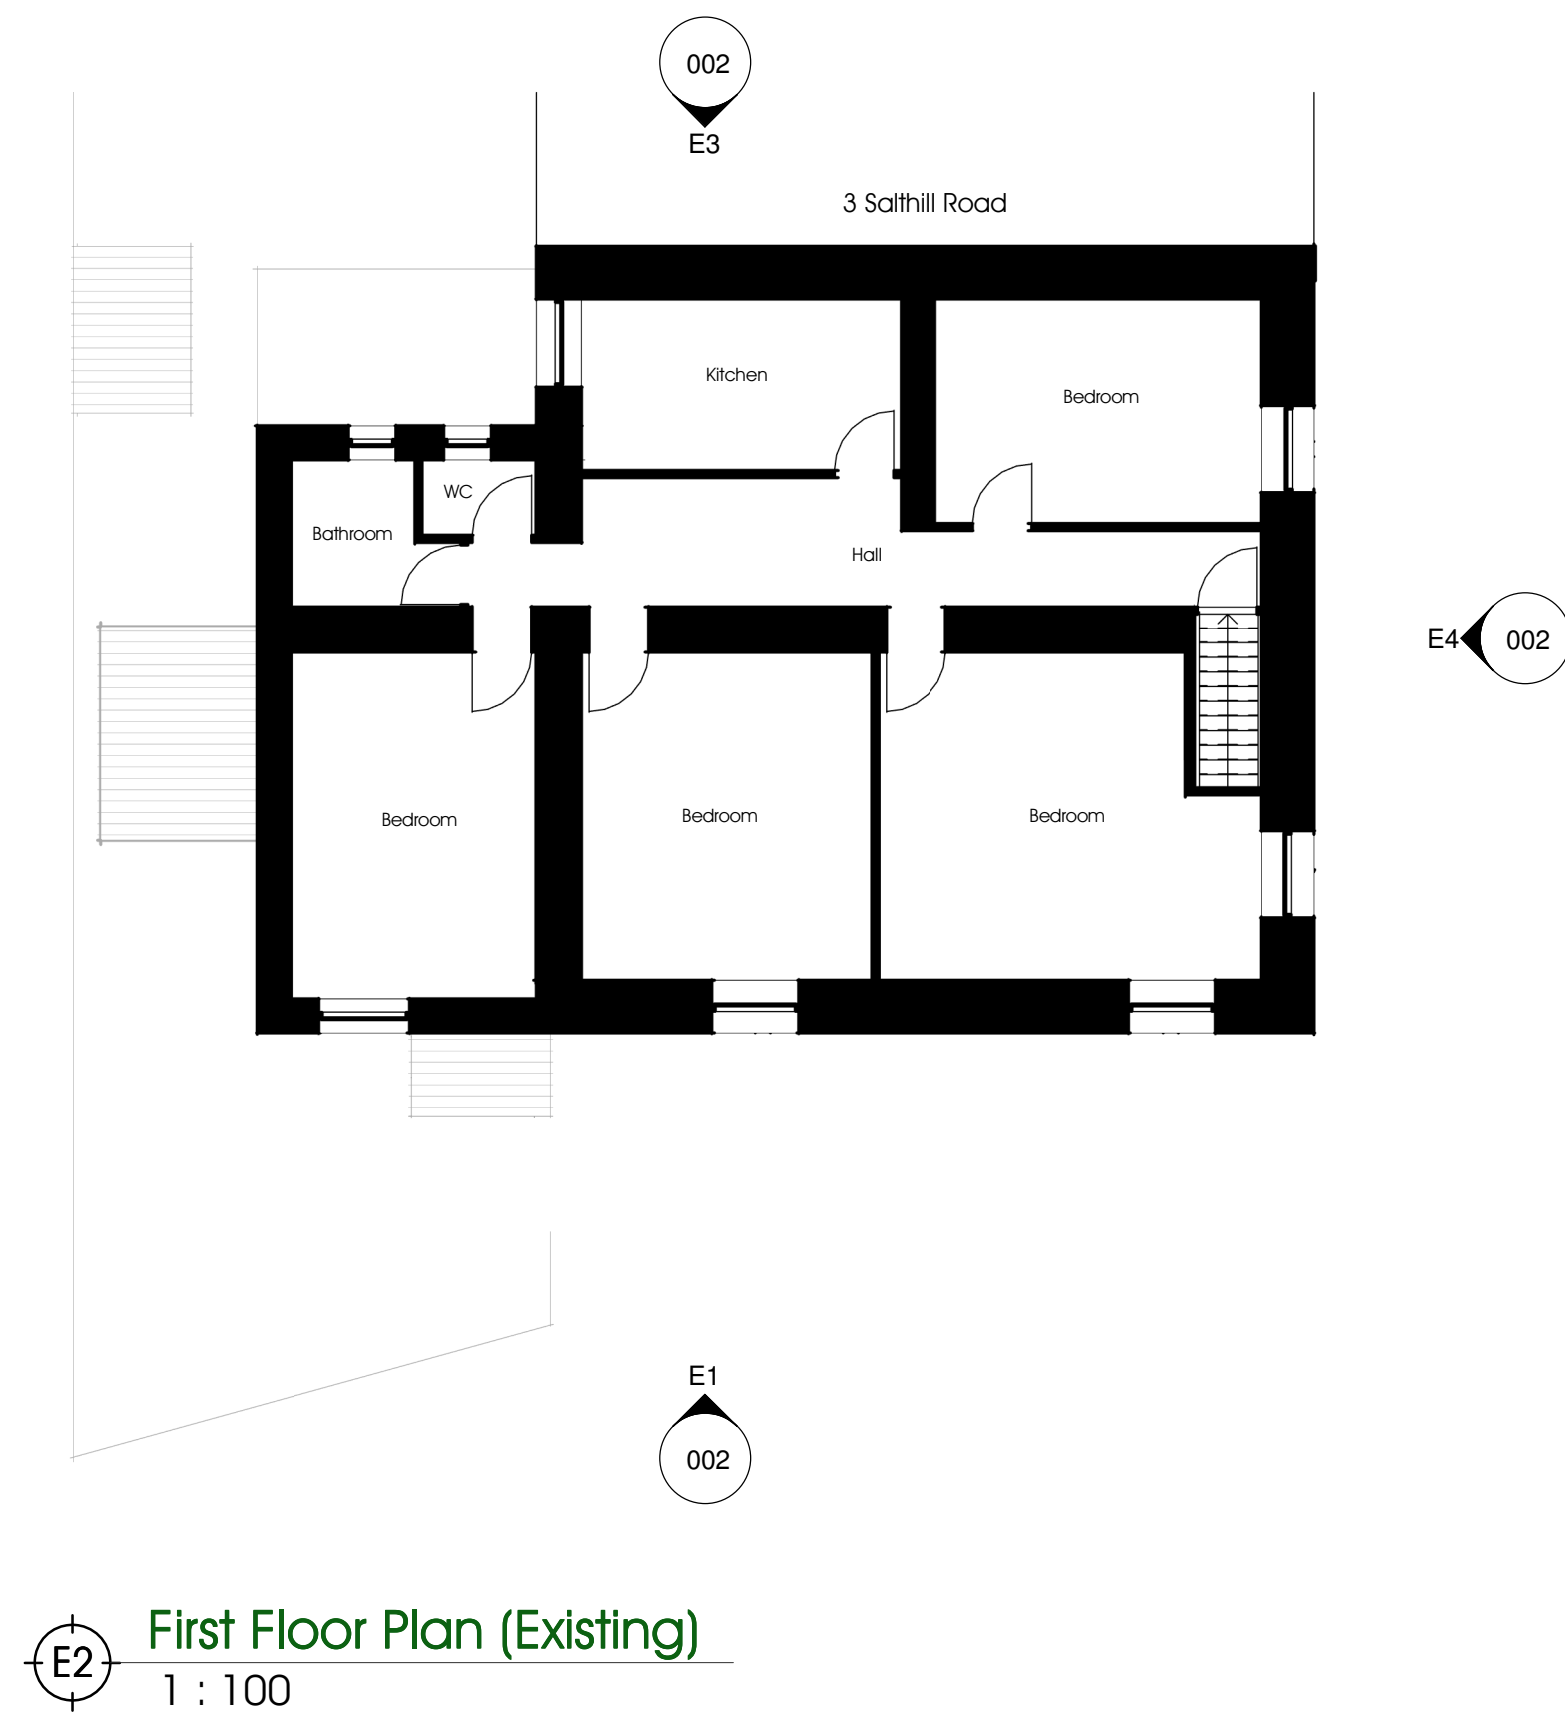 002
E3
3 Salthill Road
Kitchen
Bedroom
WC
Bathroom
Hall
E4
002
Bedroom
Bedroom
Bedroom
E1
002
E2
First Floor Plan (Existing)
1 : 100